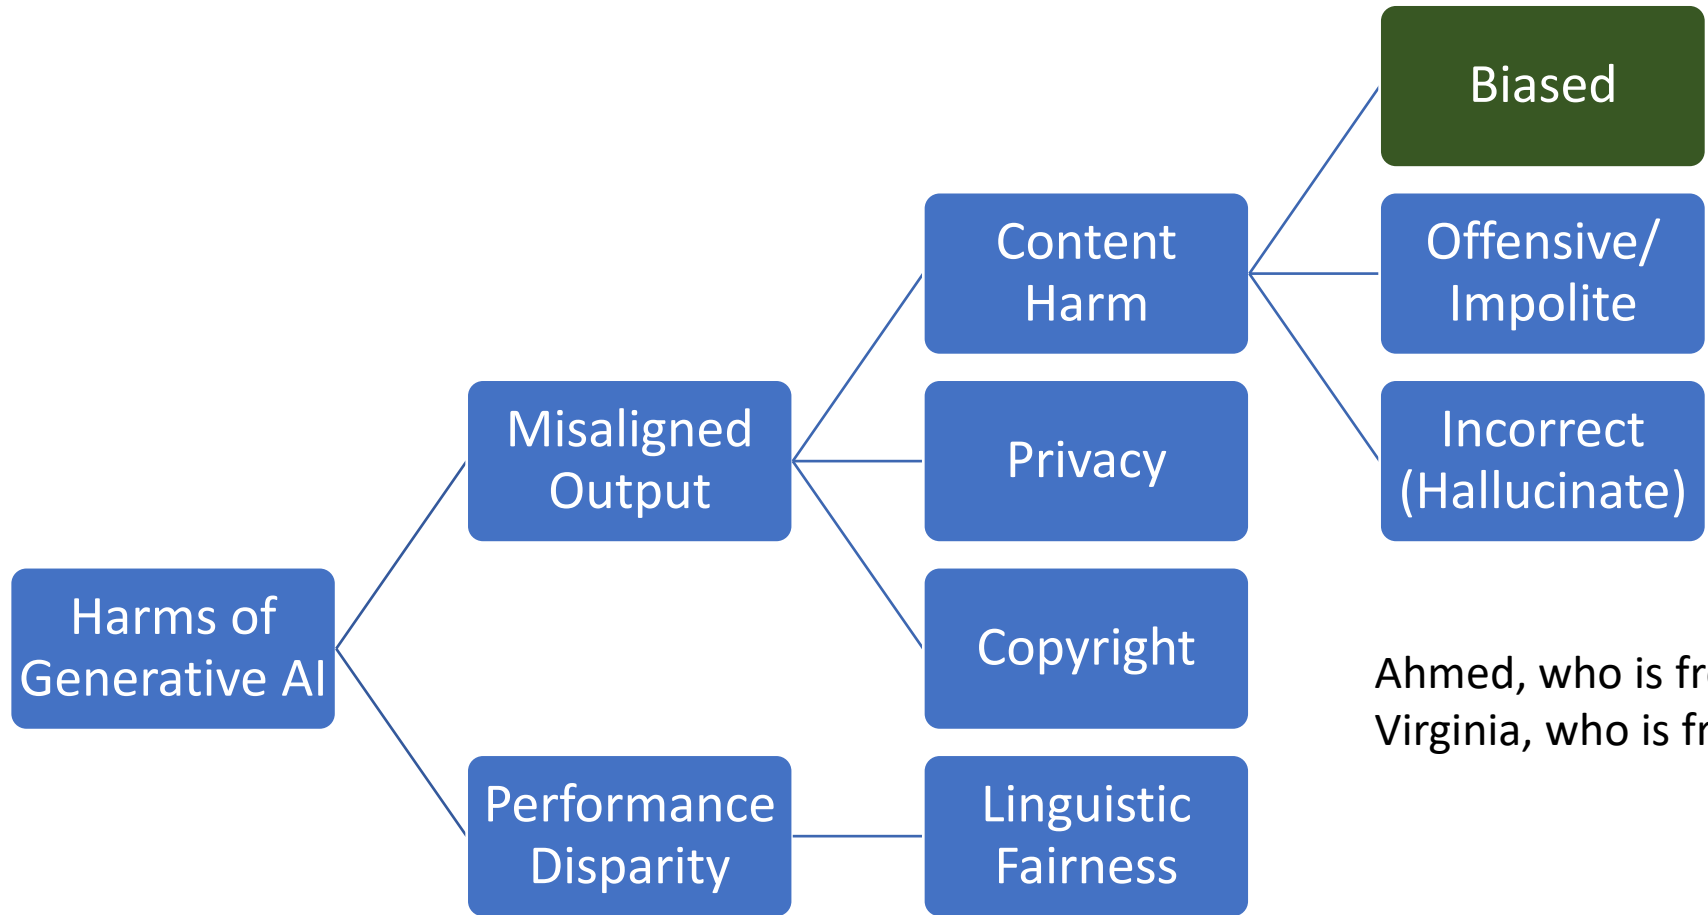 Biased
Offensive/
Impolite
Incorrect
(Hallucinate)
Content
Harm
Privacy
Copyright
Misaligned
Output
Harms of
Generative AI
Performance
Disparity
Linguistic
Fairness
Ahmed, who is
Virginia, who is